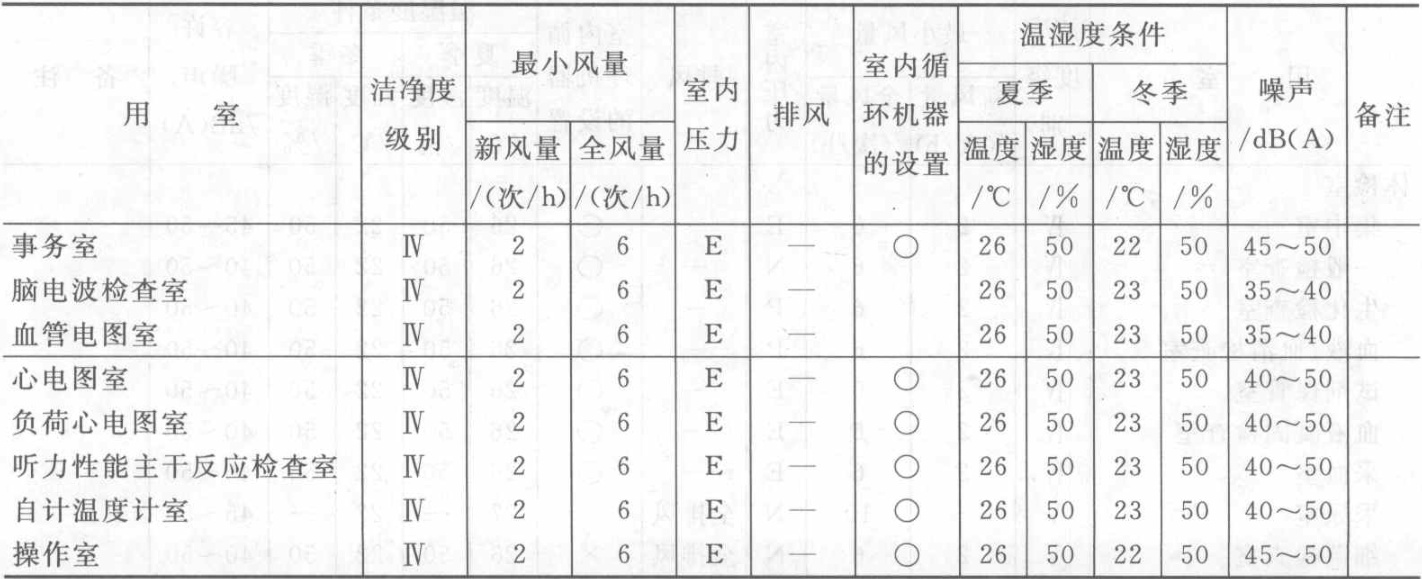 用 室 洁净度级别 最小风量 室内压力 排风 室内循环机器的设置 温湿度条件 噪声/dB(A) 备注
新风量/(次/h) 全风量/(次/h) 夏季 冬季
温度/℃ 湿度/% 温度/℃ 湿度/%
事务室 Ⅳ 2 6 E — ○ 26 50 22 50 45～50
脑电波检查室 Ⅳ 2 6 E — 26 50 23 50 35～40
血管电图室 Ⅳ 2 6 E — 26 50 23 50 35～40
心电图室 Ⅳ 2 6 E — ○ 26 50 23 50 40～50
负荷心电图室 Ⅳ 2 6 E — ○ 26 50 23 50 40～50
听力性能主干反应检查室 Ⅳ 2 6 E — ○ 26 50 23 50 40～50
自计温度计室 Ⅳ 2 6 E — ○ 26 50 23 50 40～50
操作室 Ⅳ 2 6 E — ○ 26 50 22 50 45～50